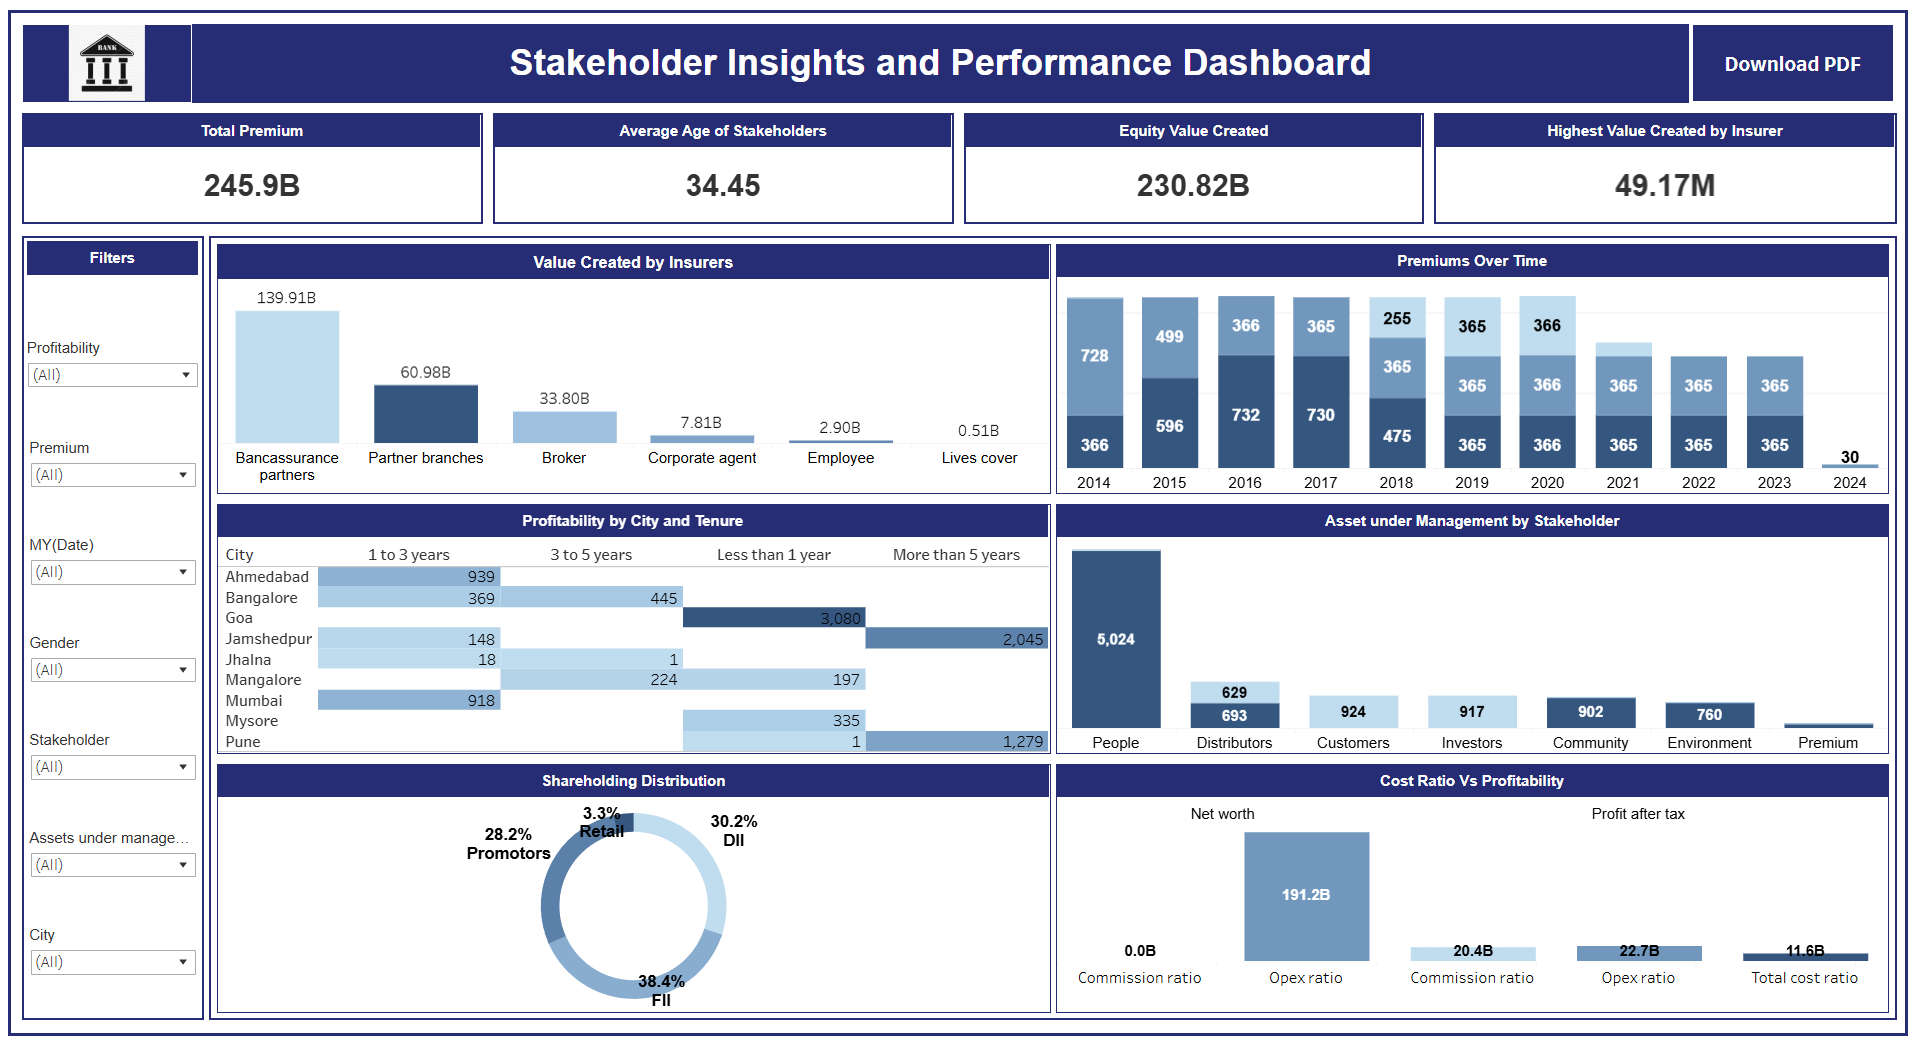 BANK
Stakeholder Insights and Performance Dashboard
Download PDF
Total Premium
245.9B
Average Age of Stakeholders
34.45
Equity Value Created
230.82B
Highest Value Created by Insurer
49.17M
Filters
Profitability
(All)
Premium
(All)
MY(Date)
(All)
Gender
(All)
Stakeholder
(All)
Assets under manage...
(All)
City
(All)
Value Created by Insurers
139.91B
60.98B
33.80B
7.81B
2.90B
0.51B
Bancassurance
partners
Partner branches
Broker
Corporate agent
Employee
Lives cover
Premiums Over Time
728 499 366 365 255 365 366
365 365 366 365 365 365
366 596 732 730 475 365 366 365 365 365 30
2014 2015 2016 2017 2018 2019 2020 2021 2022 2023 2024
Profitability by City and Tenure
City 1 to 3 years 3 to 5 years Less than 1 year More than 5 years
Ahmedabad 939
Bangalore 369 445
Goa 3,080
Jamshedpur 148 2,045
Jhalna 18 1
Mangalore 224 197
Mumbai 918
Mysore 335
Pune 1 1,279
Asset under Management by Stakeholder
5,024
629
693 924 917 902 760
People Distributors Customers Investors Community Environment Premium
Shareholding Distribution
3.3%
Retail
30.2%
DII
28.2%
Promotors
38.4%
FII
Cost Ratio Vs Profitability
Net worth Profit after tax
191.2B
0.0B 20.4B 22.7B 11.6B
Commission ratio Opex ratio Commission ratio Opex ratio Total cost ratio